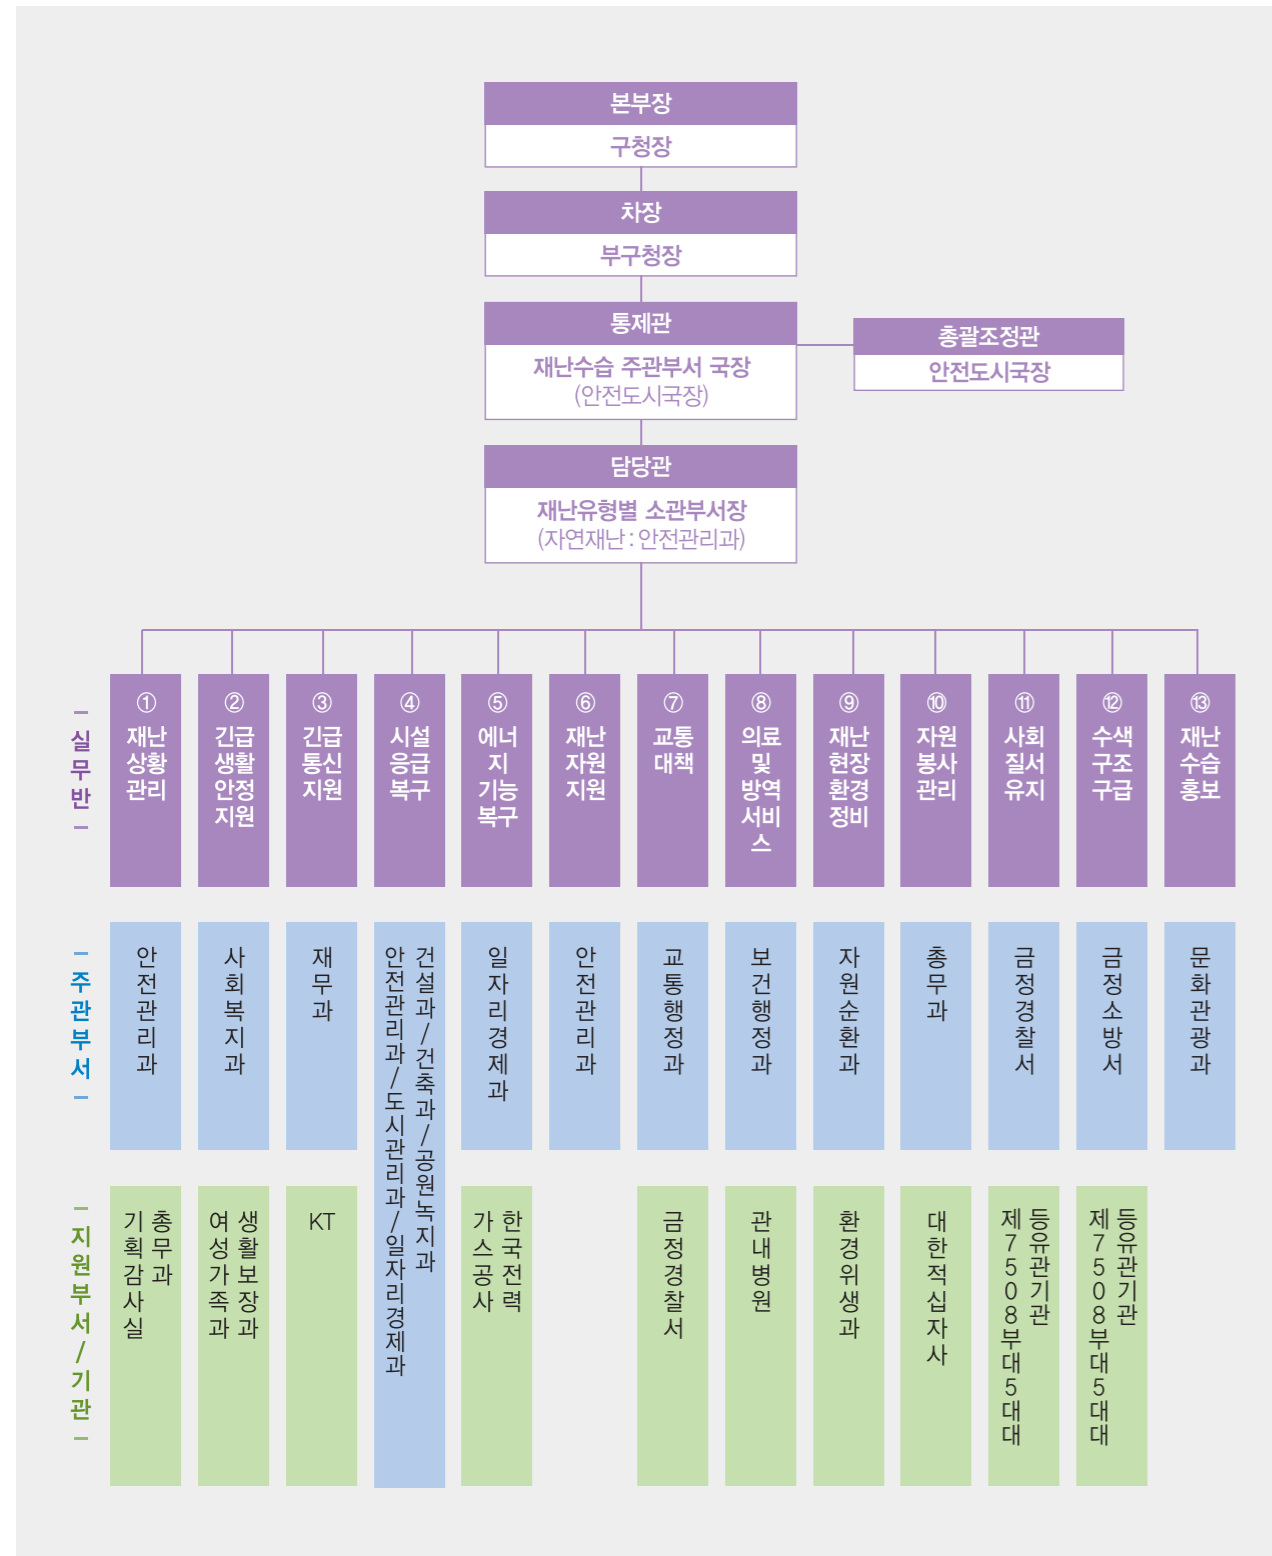 본부장
구청장
차장
부구청장
통제관
재난수습 주관부서 국장
(안전도시국장)
총괄조정관
안전도시국장
담당관
재난유형별 소관부서장
(자연재난 : 안전관리과)
실무반
①
재난
상황
관리
②
긴급
생활
안정
지원
③
긴급
통신
지원
④
시설
응급
복구
⑤
에너
지
기능
복구
⑥
재난
자원
지원
⑦
교통
대책
⑧
의료
및
방역
서비
스
⑨
재난
현장
환경
정비
⑩
자원
봉사
관리
⑪
사회
질서
유지
⑫
수색
구조
구급
⑬
재난
수습
홍보
주관부서
안전관리과
사회복지과
재무과
안전관리과/도시관리과/일자리경제과
건설과/건축과/공원녹지과
일자리경제과
안전관리과
교통행정과
보건행정과
자원순환과
총무과
금정경찰서
금정소방서
문화관광과
지원부서/기관
기획감사실
총무과
여성가족과
생활보장과
KT
가스공사
한국전력
금정경찰서
관내병원
환경위생과
대한적십자사
제7508부대5대대
등유관기관
제7508부대5대대
등유관기관